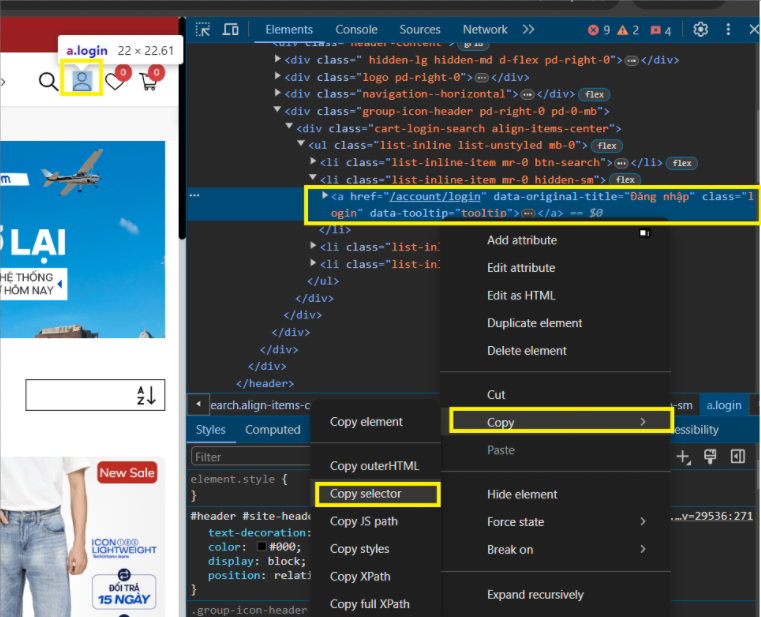 Elements Console Sources Network 9 2 4
a.login 22 × 22.61
0 0
<div class="header-content"> grid
<div class=" hidden-lg hidden-md d-flex pd-right-0">…</div>
<div class="logo pd-right-0">…</div>
<div class="navigation--horizontal">…</div> flex
<div class="group-icon-header pd-right-0 pd-0-mb">
<div class="cart-login-search align-items-center">
<ul class="list-inline list-unstyled mb-0"> flex
<li class="list-inline-item mr-0 btn-search">…</li> flex
<li class="list-inline-item mr-0 hidden-sm"> flex
<a href="/account/login" data-original-title="Đăng nhập" class="l
ogin" data-tooltip="tooltip">…</a> == $0
</li>
<li class="list-inl
<li class="list-inl
</ul>
</div>
</div>
</div>
</div>
</div>
</header>
Add attribute
Edit attribute
Edit as HTML
Duplicate element
Delete element
Cut
Copy
Paste
Hide element
Force state
Break on
Expand recursively
Copy element
Copy outerHTML
Copy selector
Copy JS path
Copy styles
Copy XPath
Copy full XPath
earch.align-items-c
-sm a.login
Styles Computed
essibility
Filter
element.style {
}
#header #site-heade
…v=29536:271
text-decoration:
color: #000;
display: block;
position: relati
}
.group-icon-header
LẠI
HỆ THỐNG
HÔM NAY
A
Z
New Sale
ICON
LIGHTWEIGHT
ĐỔI TRẢ
15 NGÀY